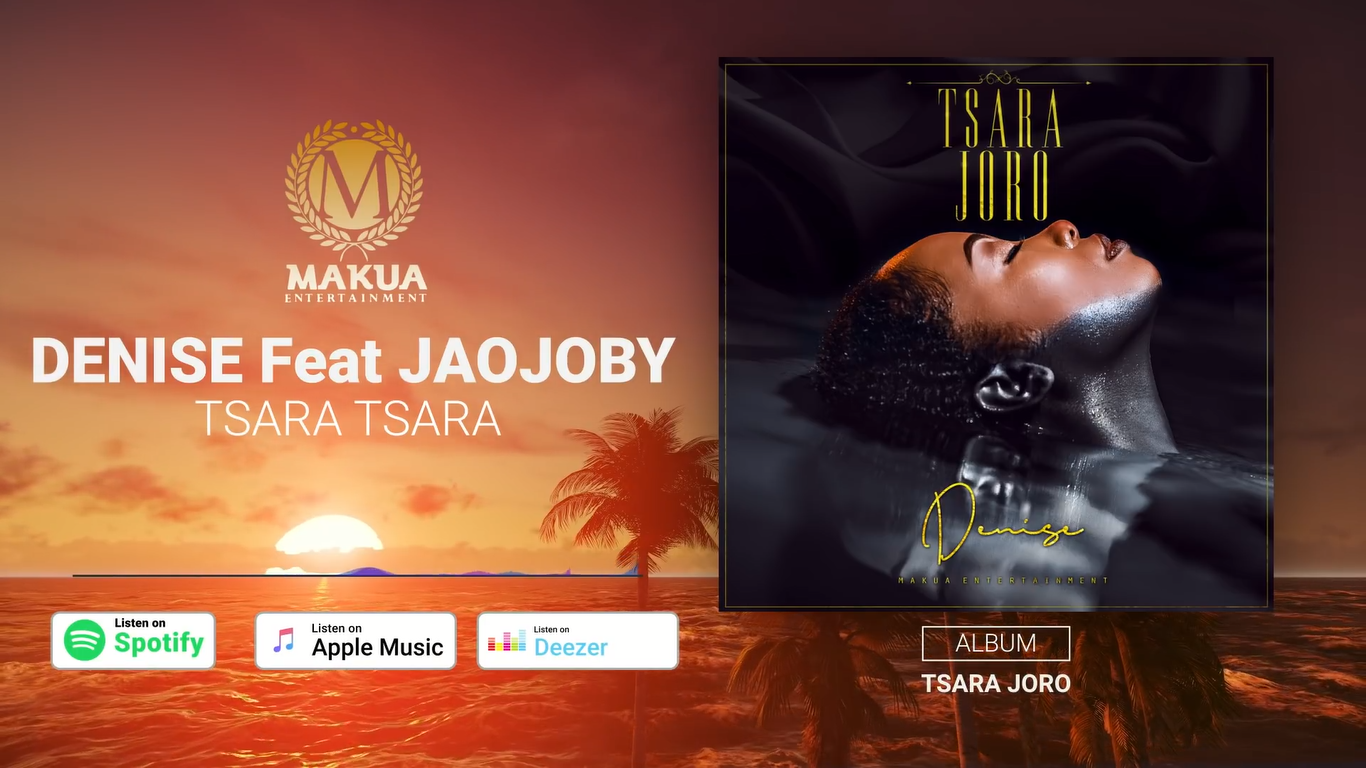 M
MAKUA
ENTERTAINMENT
DENISE Feat JAOJOBY
TSARA TSARA
Listen on
Spotify
Listen on
Apple Music
Listen on
Deezer
TSARA
JORO
Denise
MAKUA ENTERTAINMENT
ALBUM
TSARA JORO